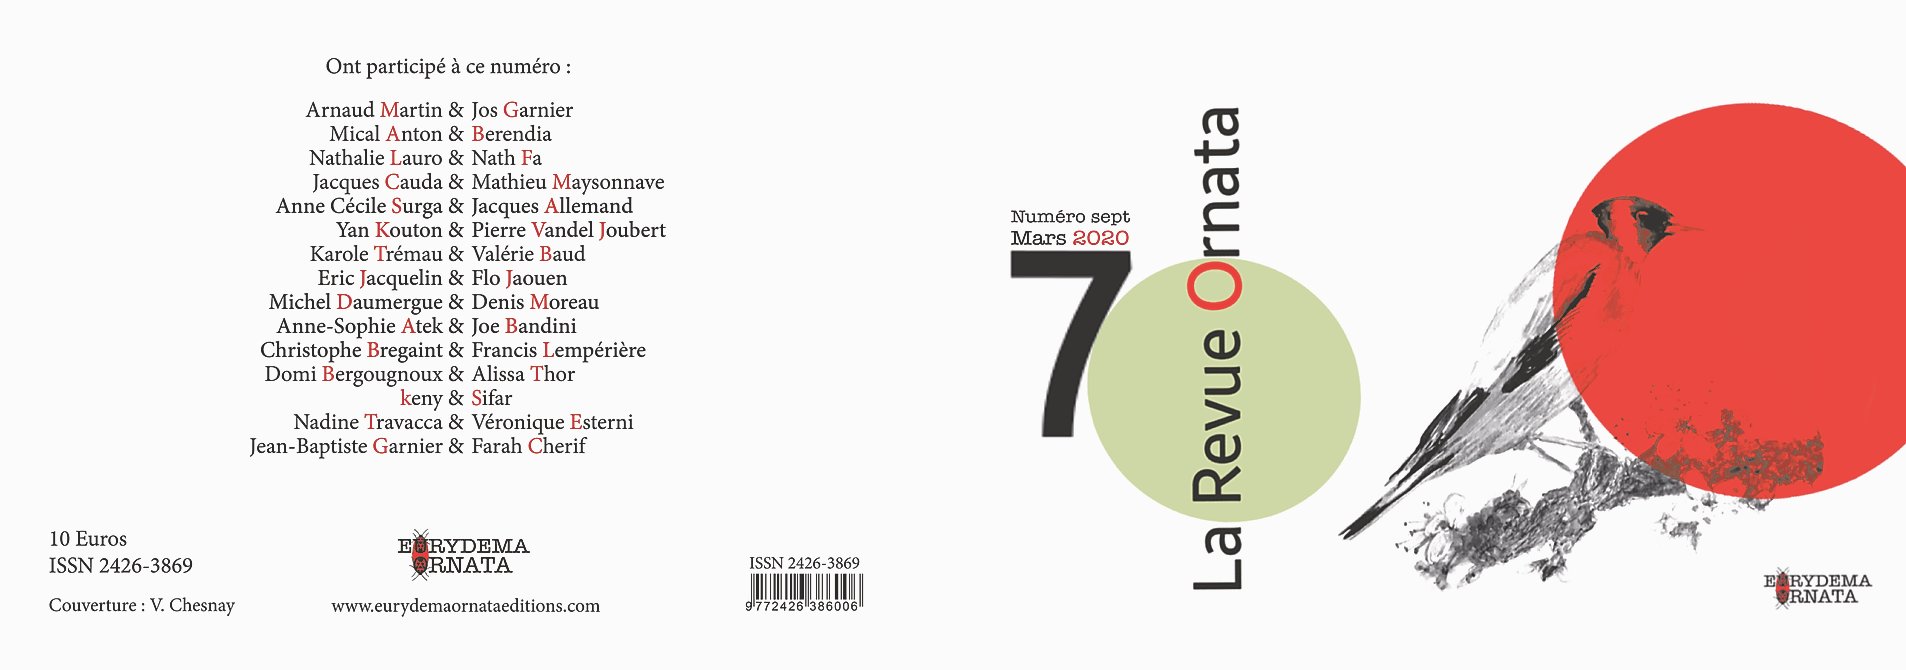 Ont participé à ce numéro :
Arnaud Martin & Jos Garnier
Mical Anton & Berendia
Nathalie Lauro & Nath Fa
Jacques Cauda & Mathieu Maysonnave
Anne Cécile Surga & Jacques Allemand
Yan Kouton & Pierre Vandel Joubert
Karole Trémau & Valérie Baud
Eric Jacquelin & Flo Jaouen
Michel Daumergue & Denis Moreau
Anne-Sophie Atek & Joe Bandini
Christophe Bregaint & Francis Lempérière
Domi Bergougnoux & Alissa Thor
keny & Sifar
Nadine Travacca & Véronique Esterni
Jean-Baptiste Garnier & Farah Cherif
10 Euros
ISSN 2426-3869
Couverture : V. Chesnay
EURYDEMA
ORNATA
www.eurydemaornataeditions.com
ISSN 2426-3869
9 772426 386006
Numéro sept
Mars 2020
7
La Revue Ornata
EURYDEMA
ORNATA